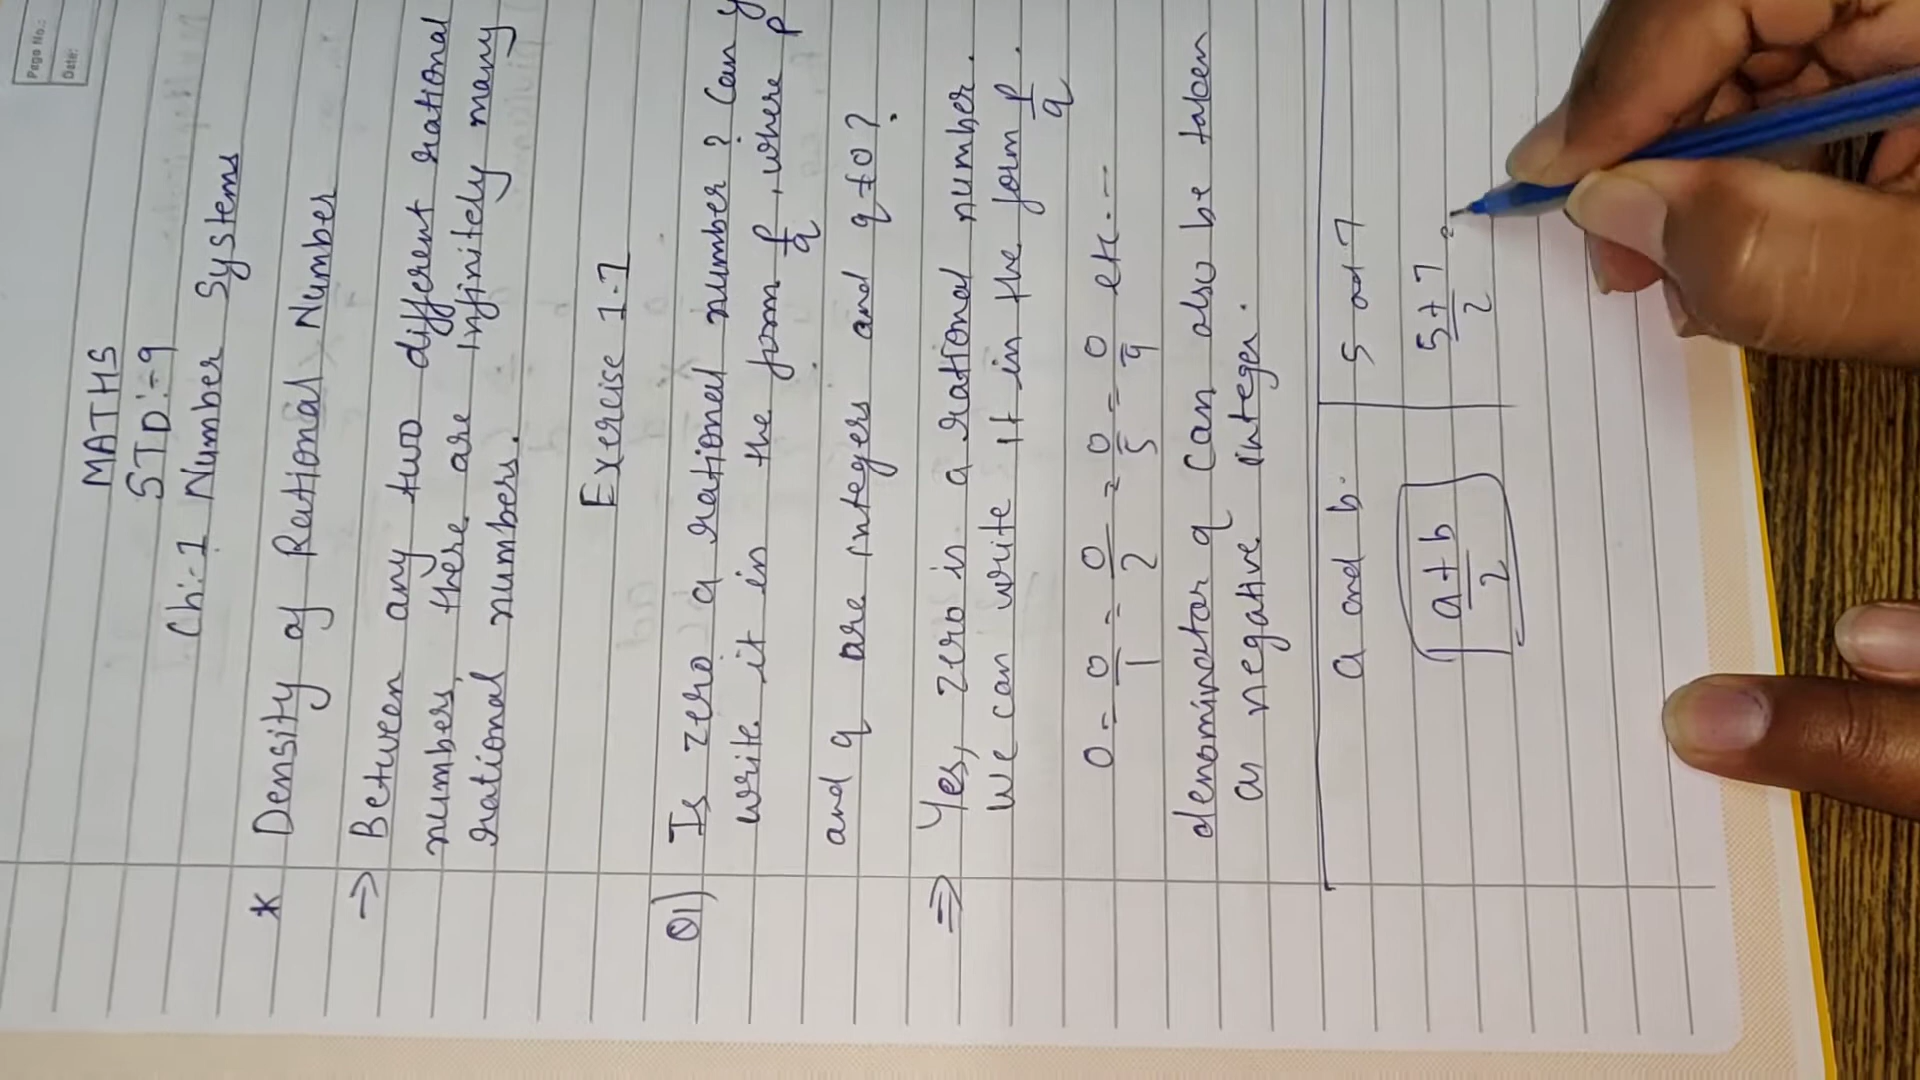 Page No.:
Date:
MATHS
STD:-9
Ch:-1 Number Systems
* Density of Rational Number
⇒ Between any two different rational
numbers, there are infinitely many
rational numbers.
Exercise 1.1
Q1) Is zero a rational number? Can y
write it in the form p/q, where p
and q are integers and q≠0?
⇒ Yes, zero is a rational number.
We can write it in the form p/q.
0 = 0/1 = 0/2 = 0/5 = 0/9 etc...
denominator q can also be taken
as negative integer.
a and b. 5 and 7
a+b/2 5+7/2